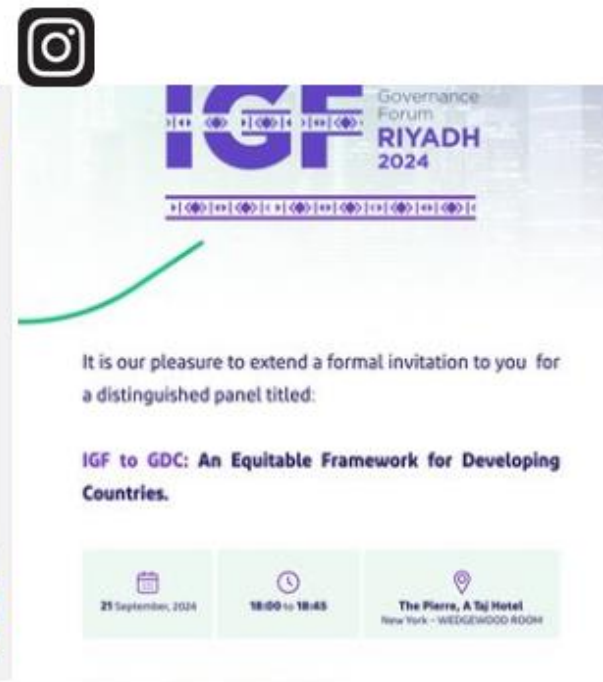 IGF
Governance
Forum
RIYADH
2024
It is our pleasure to extend a formal invitation to you for
a distinguished panel titled:
IGF to GDC: An Equitable Framework for Developing
Countries.
21 September, 2024
18:00 to 18:45
The Pierre, A Taj Hotel
New York - WEDGEWOOD ROOM